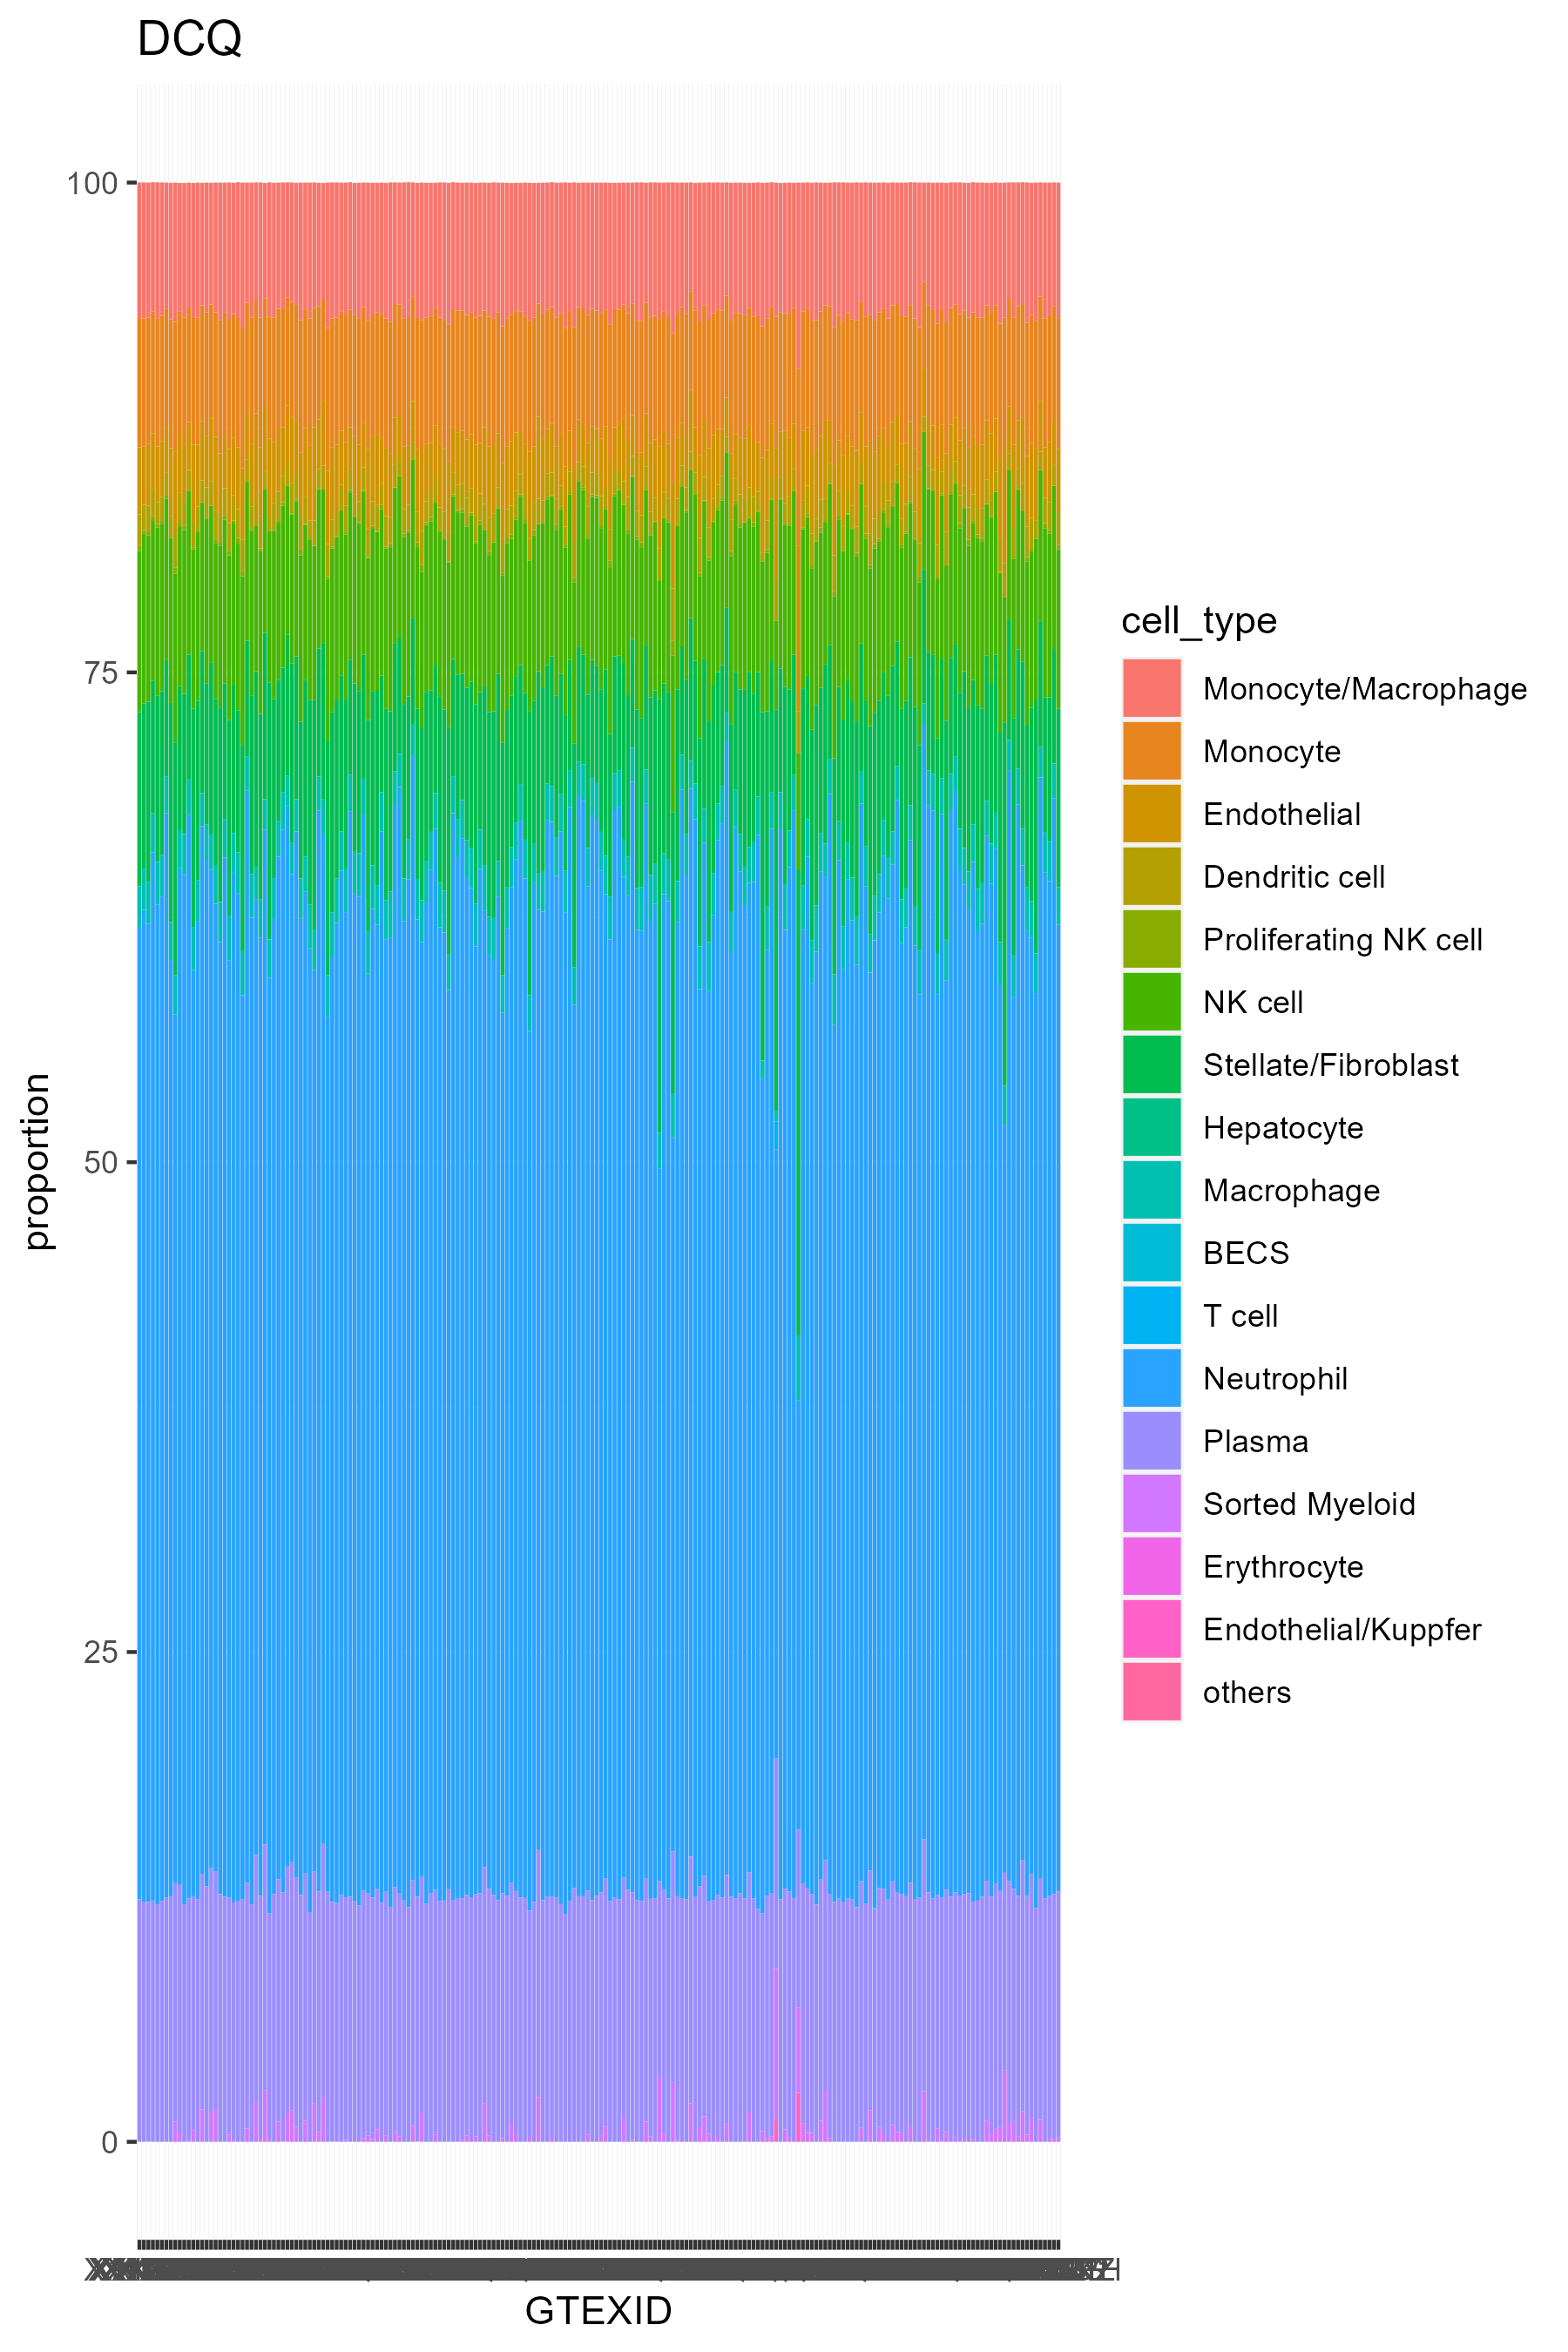 DCQ
100
75
50
25
0
proportion
GTEXID
cell_type
Monocyte/Macrophage
Monocyte
Endothelial
Dendritic cell
Proliferating NK cell
NK cell
Stellate/Fibroblast
Hepatocyte
Macrophage
BECS
T cell
Neutrophil
Plasma
Sorted Myeloid
Erythrocyte
Endothelial/Kuppfer
others